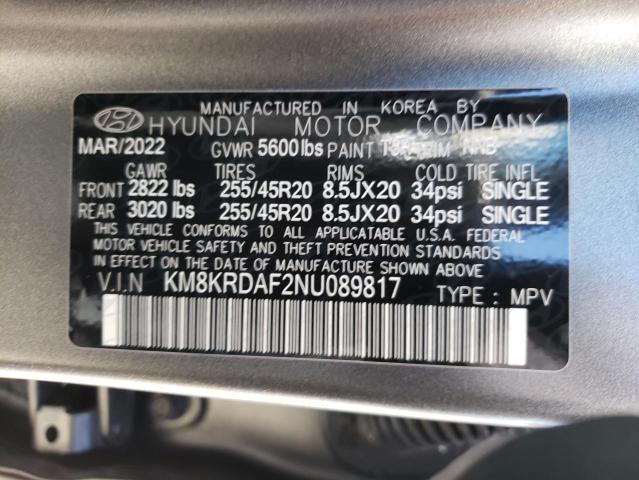 MANUFACTURED IN KOREA BY
HYUNDAI MOTOR COMPANY
MAR/2022 GVWR 5600 lbs PAINT TRIM NNB
GAWR TIRES RIMS COLD TIRE INFL
FRONT 2822 lbs 255/45R20 8.5JX20 34psi SINGLE
REAR 3020 lbs 255/45R20 8.5JX20 34psi SINGLE
THIS VEHICLE CONFORMS TO ALL APPLICATABLE U.S.A. FEDERAL
MOTOR VEHICLE SAFETY AND THEFT PREVENTION STANDARDS
IN EFFECT ON THE DATE OF MANUFACTURE SHOWN ABOVE.
V.I.N KM8KRDAF2NU089817 TYPE : MPV